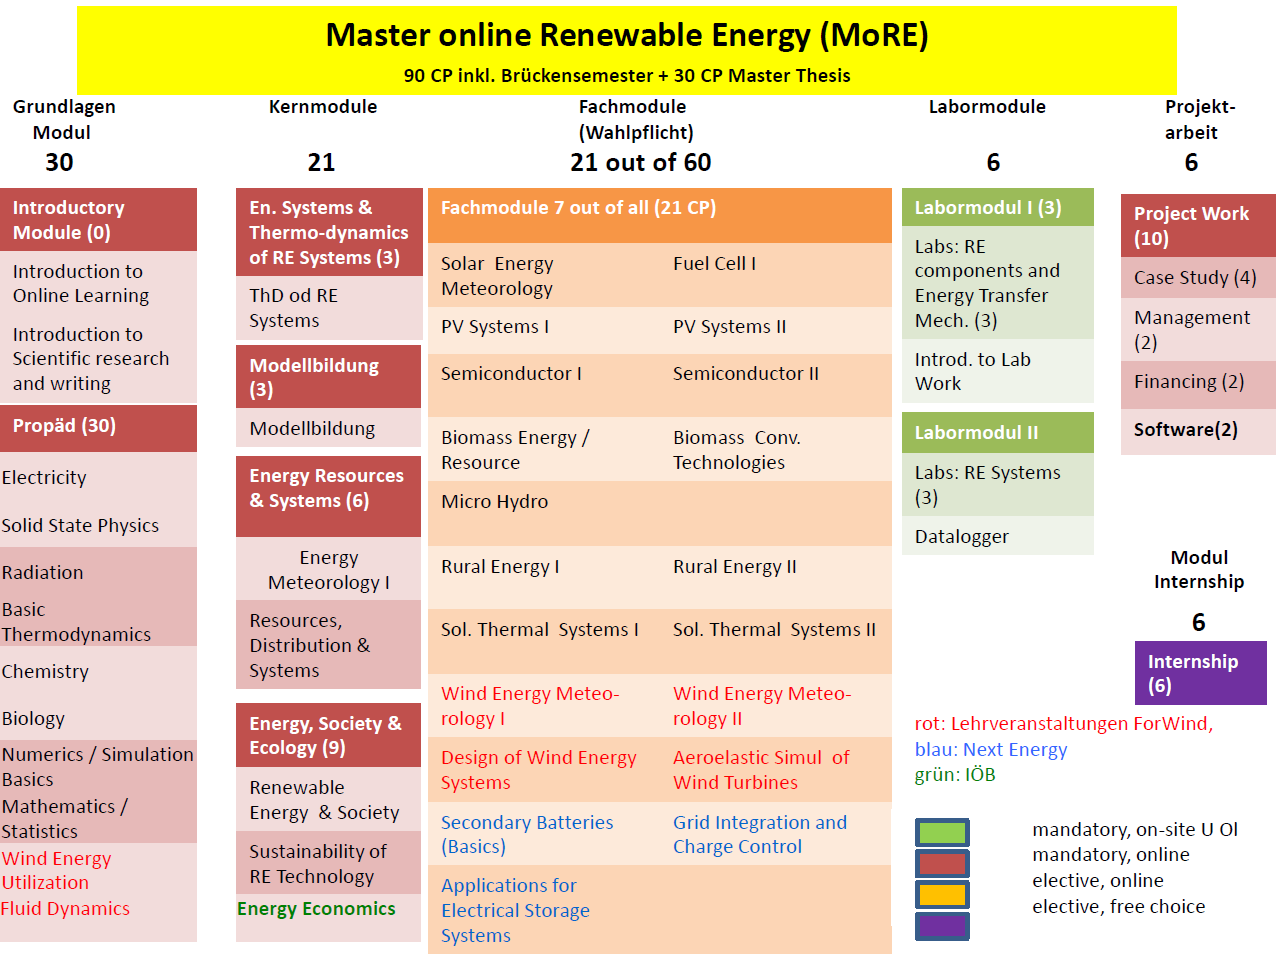 Master online Renewable Energy (MoRE)
90 CP inkl. Brückensemester + 30 CP Master Thesis
Grundlagen
Modul
30
Introductory
Module (0)
Introduction to
Online Learning
Introduction to
Scientific research
and writing
Propäd (30)
Electricity
Solid State Physics
Radiation
Basic
Thermodynamics
Chemistry
Biology
Numerics / Simulation
Basics
Mathematics /
Statistics
Wind Energy
Utilization
Fluid Dynamics
Kernmodule
21
En. Systems &
Thermo-dynamics
of RE Systems (3)
ThD od RE
Systems
Modellbildung
(3)
Modellbildung
Energy Resources
& Systems (6)
Energy
Meteorology I
Resources,
Distribution &
Systems
Energy, Society &
Ecology (9)
Renewable
Energy & Society
Sustainability of
RE Technology
Energy Economics
Fachmodule
(Wahlpflicht)
21 out of 60
Fachmodule 7 out of all (21 CP)
Solar Energy
Meteorology
Fuel Cell I
PV Systems I
PV Systems II
Semiconductor I
Semiconductor II
Biomass Energy /
Resource
Biomass Conv.
Technologies
Micro Hydro
Rural Energy I
Rural Energy II
Sol. Thermal Systems I
Sol. Thermal Systems II
Wind Energy Meteo-
rology I
Wind Energy Meteo-
rology II
Design of Wind Energy
Systems
Aeroelastic Simul of
Wind Turbines
Secondary Batteries
(Basics)
Grid Integration and
Charge Control
Applications for
Electrical Storage
Systems
Labormodule
6
Labormodul I (3)
Labs: RE
components and
Energy Transfer
Mech. (3)
Introd. to Lab
Work
Labormodul II
Labs: RE Systems
(3)
Datalogger
Projekt-
arbeit
6
Project Work
(10)
Case Study (4)
Management
(2)
Financing (2)
Software(2)
Modul
Internship
6
Internship
(6)
rot: Lehrveranstaltungen ForWind,
blau: Next Energy
grün: IÖB
mandatory, on-site U Ol
mandatory, online
elective, online
elective, free choice